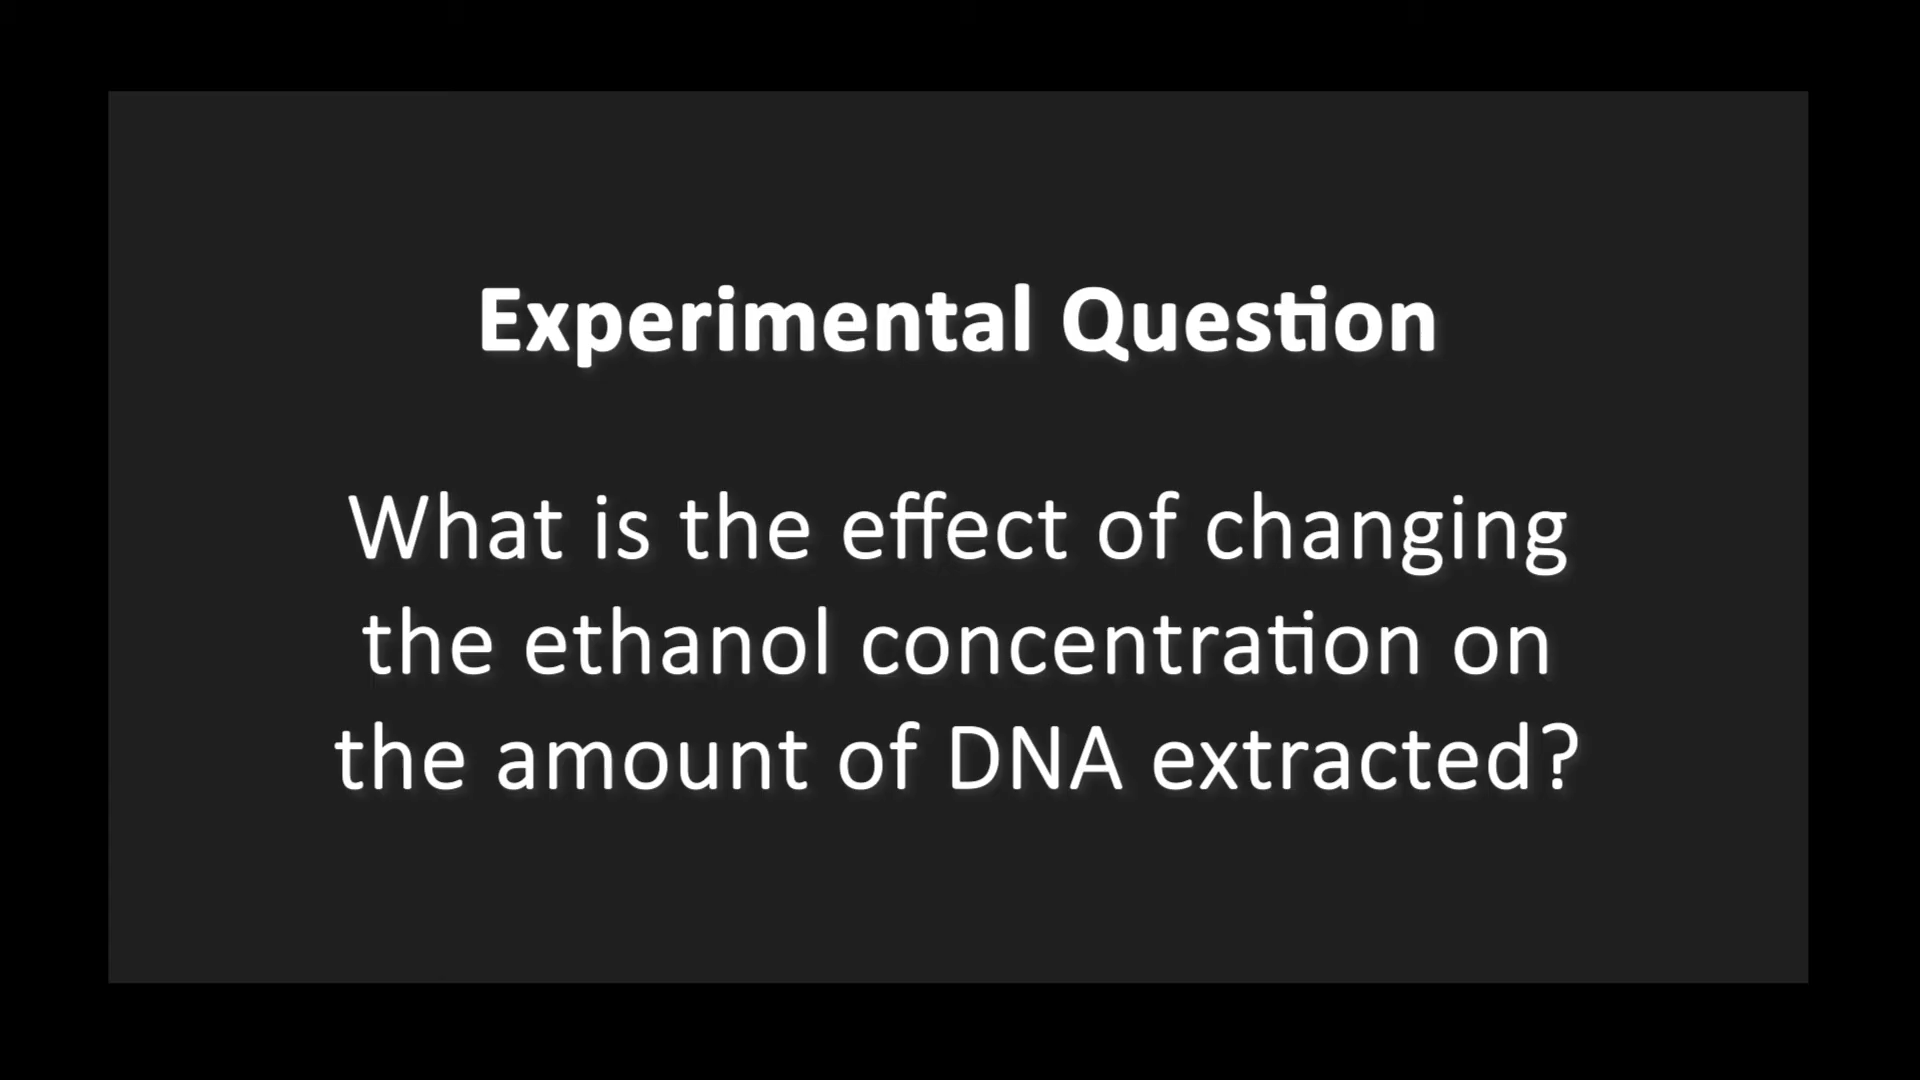 Experimental Question
What is the effect of changing
the ethanol concentration on
the amount of DNA extracted?